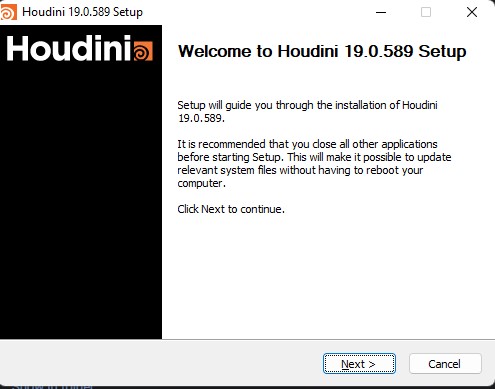 Houdini 19.0.589 Setup
Houdini
Welcome to Houdini 19.0.589 Setup
Setup will guide you through the installation of Houdini
19.0.589.
It is recommended that you close all other applications
before starting Setup. This will make it possible to update
relevant system files without having to reboot your
computer.
Click Next to continue.
Next >
Cancel